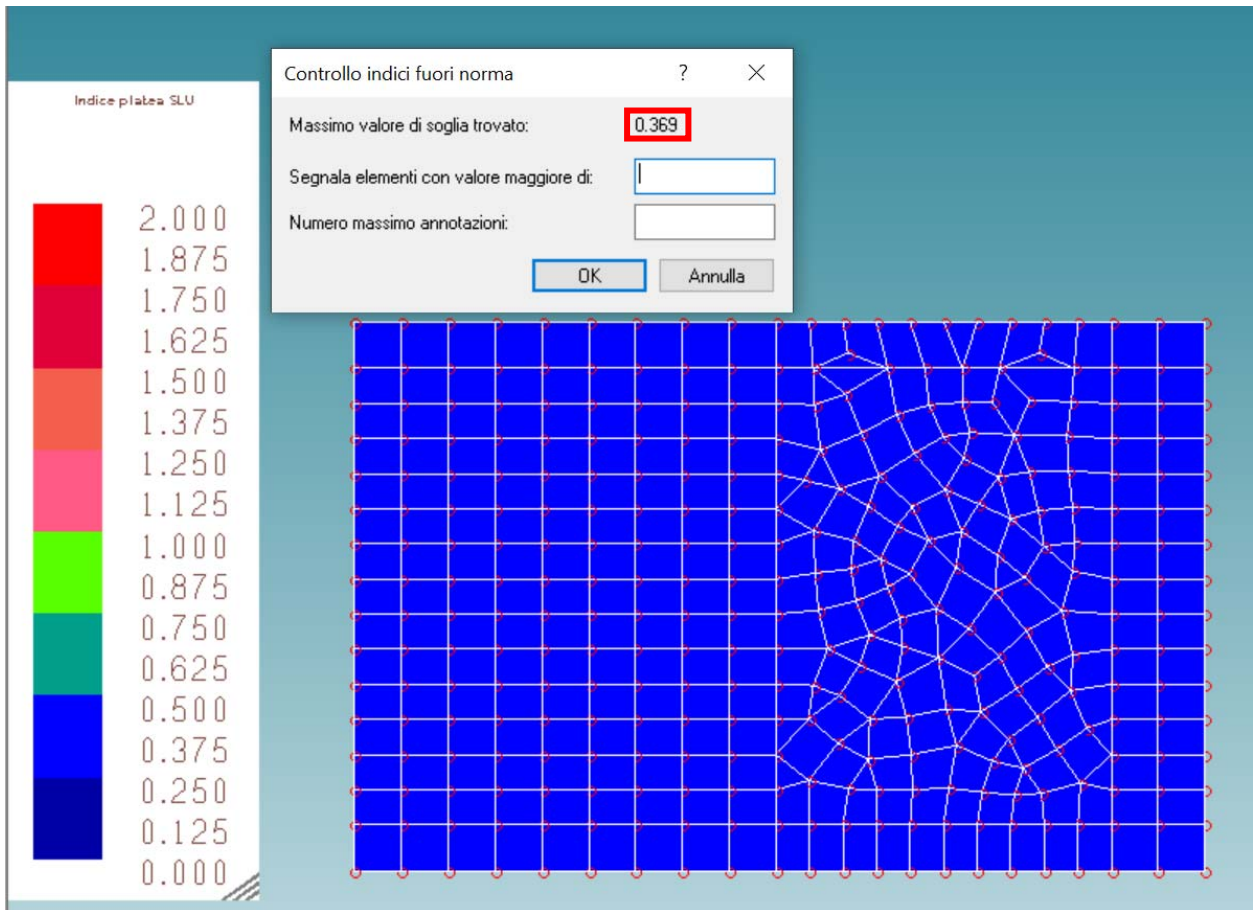 Controllo indici fuori norma
?
Indice platea SLU
Massimo valore di soglia trovato:
0.369
Segnala elementi con valore maggiore di:
Numero massimo annotazioni:
OK
Annulla
2.000
1.875
1.750
1.625
1.500
1.375
1.250
1.125
1.000
0.875
0.750
0.625
0.500
0.375
0.250
0.125
0.000